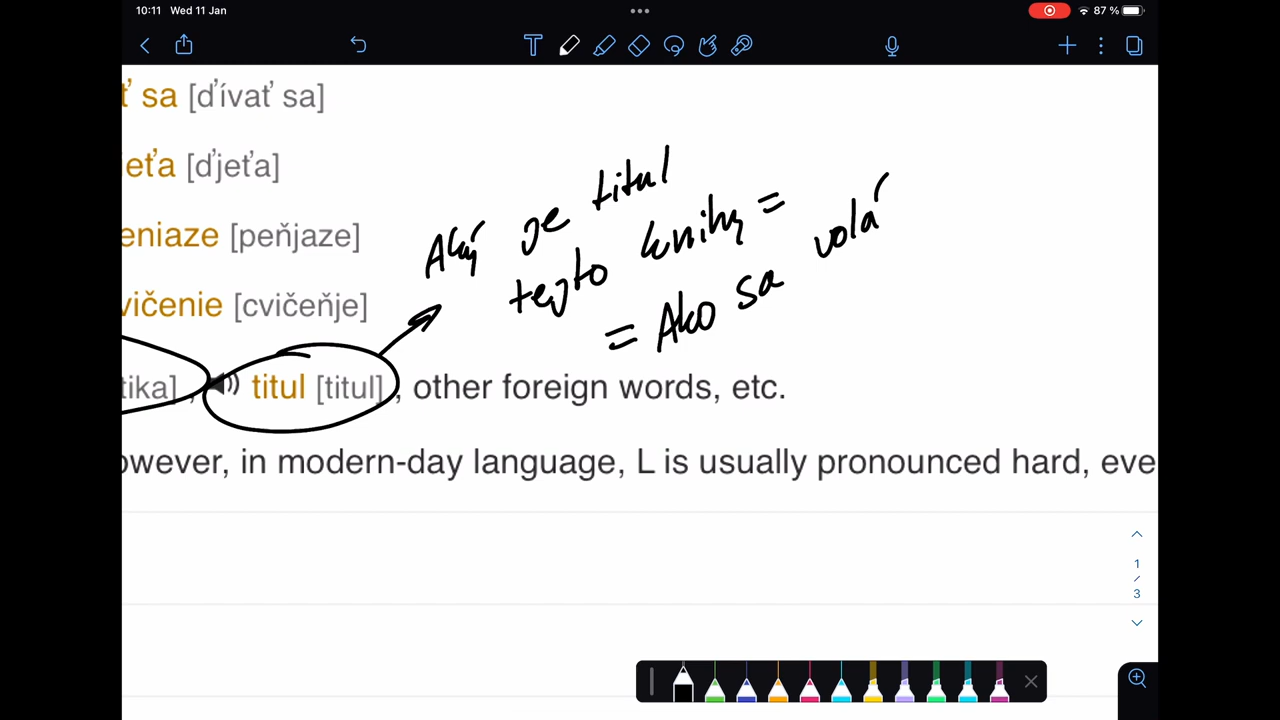 10:11 Wed 11 Jan
87 %
ť sa [ďívať sa]
ieťa [ďjeťa]
eniaze [peňjaze]
vičenie [cvičeňje]
tika] , titul [titul] , other foreign words, etc.
owever, in modern-day language, L is usually pronounced hard, eve
Aký je titul
tejto knihy =
= Ako sa volá
1
/
3